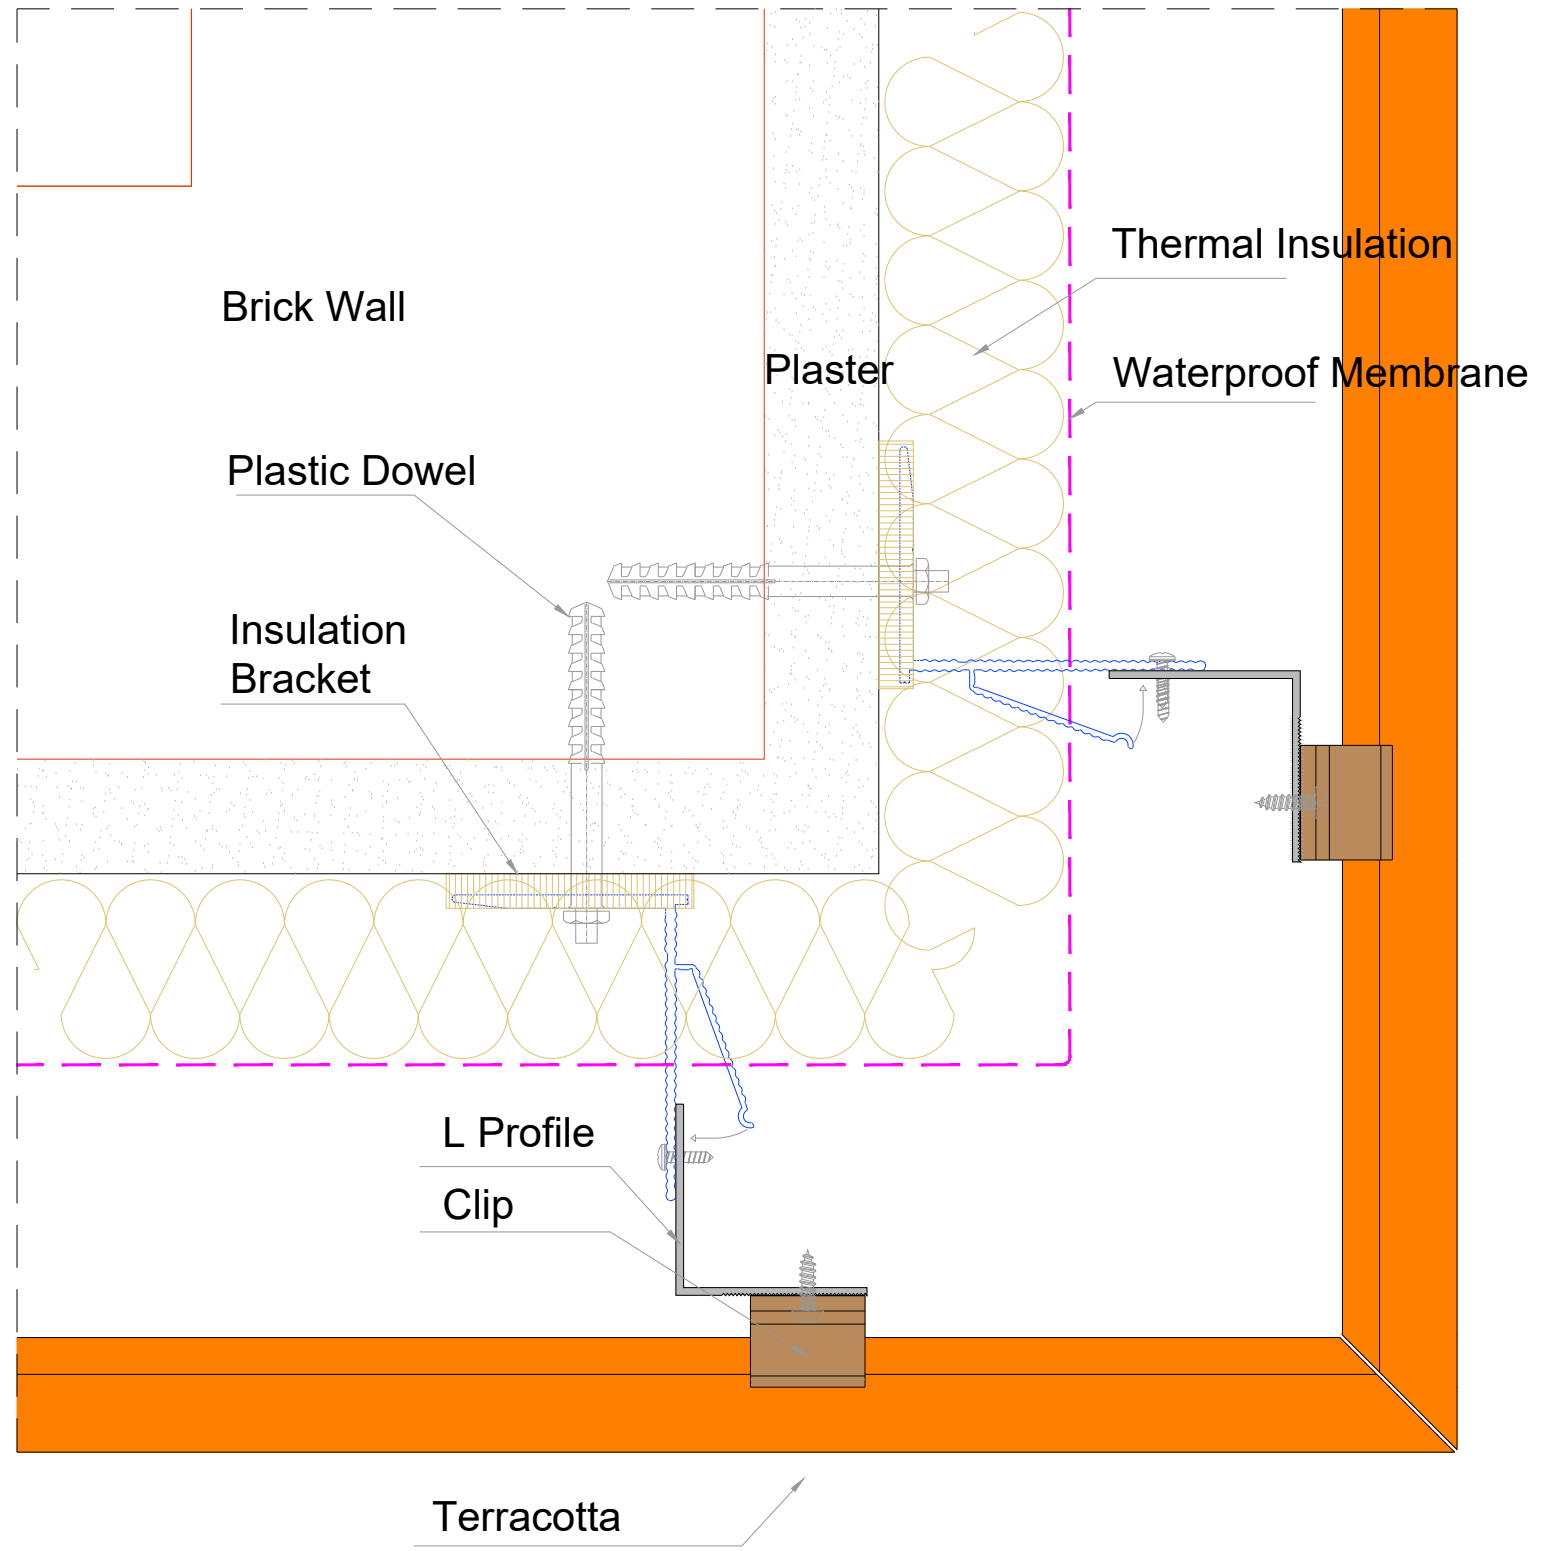 Thermal Insulation
Brick Wall
Plaster
Waterproof Membrane
Plastic Dowel
Insulation
Bracket
L Profile
Clip
Terracotta